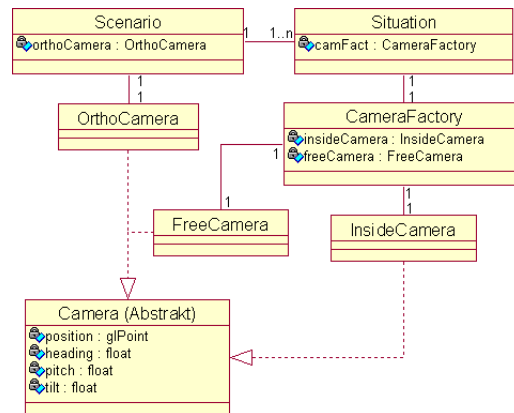 Scenario
orthoCamera : OrthoCamera
1
1..n
Situation
camFact : CameraFactory
1
1
OrthoCamera
1
1
CameraFactory
insideCamera : InsideCamera
freeCamera : FreeCamera
1
1
FreeCamera
1
1
InsideCamera
Camera (Abstrakt)
position : glPoint
heading : float
pitch : float
tilt : float